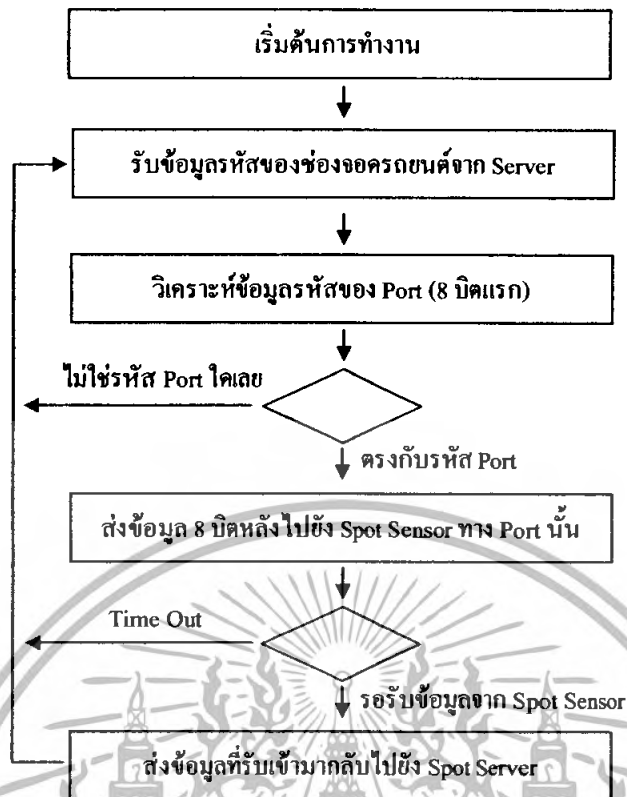 เริ่มต้นการทำงาน
รับข้อมูลรหัสของช่องจอดรถยนต์จาก Server
วิเคราะห์ข้อมูลรหัสของ Port (8 บิตแรก)
ไม่ใช่รหัส Port ใดเลย
ตรงกับรหัส Port
ส่งข้อมูล 8 บิตหลังไปยัง Spot Sensor ทาง Port นั้น
Time Out
รอรับข้อมูลจาก Spot Sensor
ส่งข้อมูลที่รับเข้ามากลับไปยัง Spot Server